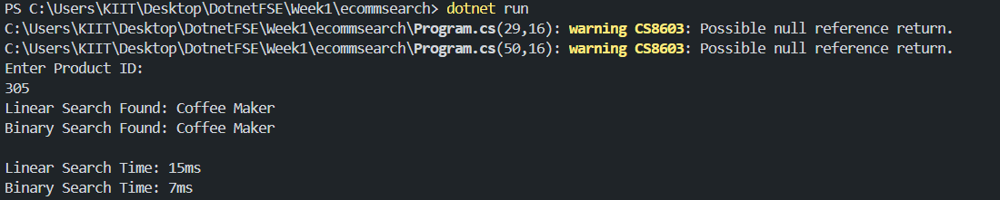 PS C:\Users\KIIT\Desktop\DotnetFSE\Week1\ecommsearch> dotnet run
C:\Users\KIIT\Desktop\DotnetFSE\Week1\ecommsearch\Program.cs(29,16): warning CS8603: Possible null reference return.
C:\Users\KIIT\Desktop\DotnetFSE\Week1\ecommsearch\Program.cs(50,16): warning CS8603: Possible null reference return.
Enter Product ID:
305
Linear Search Found: Coffee Maker
Binary Search Found: Coffee Maker
Linear Search Time: 15ms
Binary Search Time: 7ms